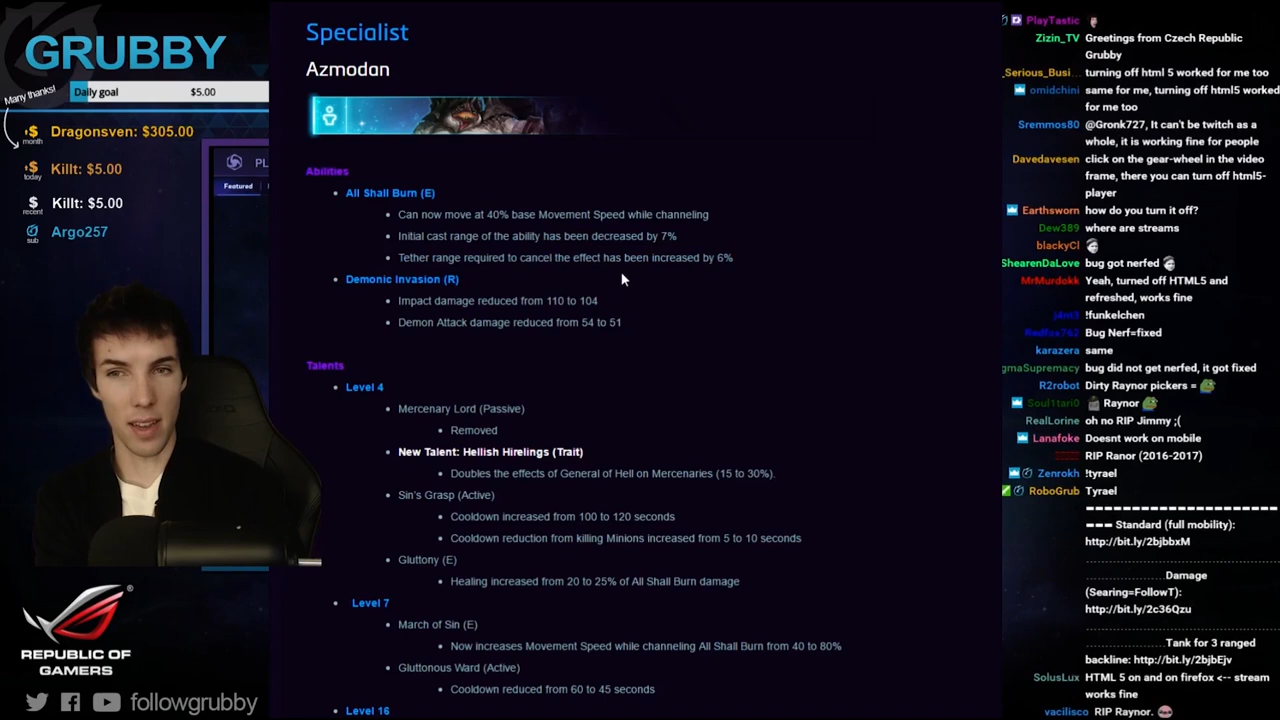 GRUBBY
Many thanks!
Daily goal $5.00
$ month Dragonsven: $305.00
$ today Killt: $5.00
$ recent Killt: $5.00
sub Argo257
PL
Featured
REPUBLIC OF
GAMERS
followgrubby
Specialist
Azmodan
Abilities
All Shall Burn (E)
Can now move at 40% base Movement Speed while channeling
Initial cast range of the ability has been decreased by 7%
Tether range required to cancel the effect has been increased by 6%
Demonic Invasion (R)
Impact damage reduced from 110 to 104
Demon Attack damage reduced from 54 to 51
Talents
Level 4
Mercenary Lord (Passive)
Removed
New Talent: Hellish Hirelings (Trait)
Doubles the effects of General of Hell on Mercenaries (15 to 30%).
Sin's Grasp (Active)
Cooldown increased from 100 to 120 seconds
Cooldown reduction from killing Minions increased from 5 to 10 seconds
Gluttony (E)
Healing increased from 20 to 25% of All Shall Burn damage
Level 7
March of Sin (E)
Now increases Movement Speed while channeling All Shall Burn from 40 to 80%
Gluttonous Ward (Active)
Cooldown reduced from 60 to 45 seconds
Level 16
PlayTastic
Zizin_TV Greetings from Czech Republic
Grubby
_Serious_Busi... turning off html 5 worked for me too
omidchini same for me, turning off html5 worked
for me too
Sremmos80 @Gronk727, It can't be twitch as a
whole, it is working fine for people
Davedavesen click on the gear-wheel in the video
frame, there you can turn off html5-
player
Earthsworn how do you turn it off?
Dew389 where are streams
blackyCl
ShearenDaLove bug got nerfed
MrMurdokk Yeah, turned off HTML5 and
refreshed, works fine
j4nt3 !funkelchen
Redfox762 Bug Nerf=fixed
karazera same
gmaSupremacy bug did not get nerfed, it got fixed
R2robot Dirty Raynor pickers =
Soul1tari0 Raynor
RealLorine oh no RIP Jimmy ;(
Lanafoke Doesnt work on mobile
RIP Ranor (2016-2017)
Zenrokh !tyrael
RoboGrub Tyrael
Standard (full mobility):
http://bit.ly/2bjbbxM
Damage
(Searing=FollowT):
http://bit.ly/2c36Qzu
Tank for 3 ranged
backline: http://bit.ly/2bjbEjv
SolusLux HTML 5 on and on firefox <-- stream
works fine
vacilisco RIP Raynor.